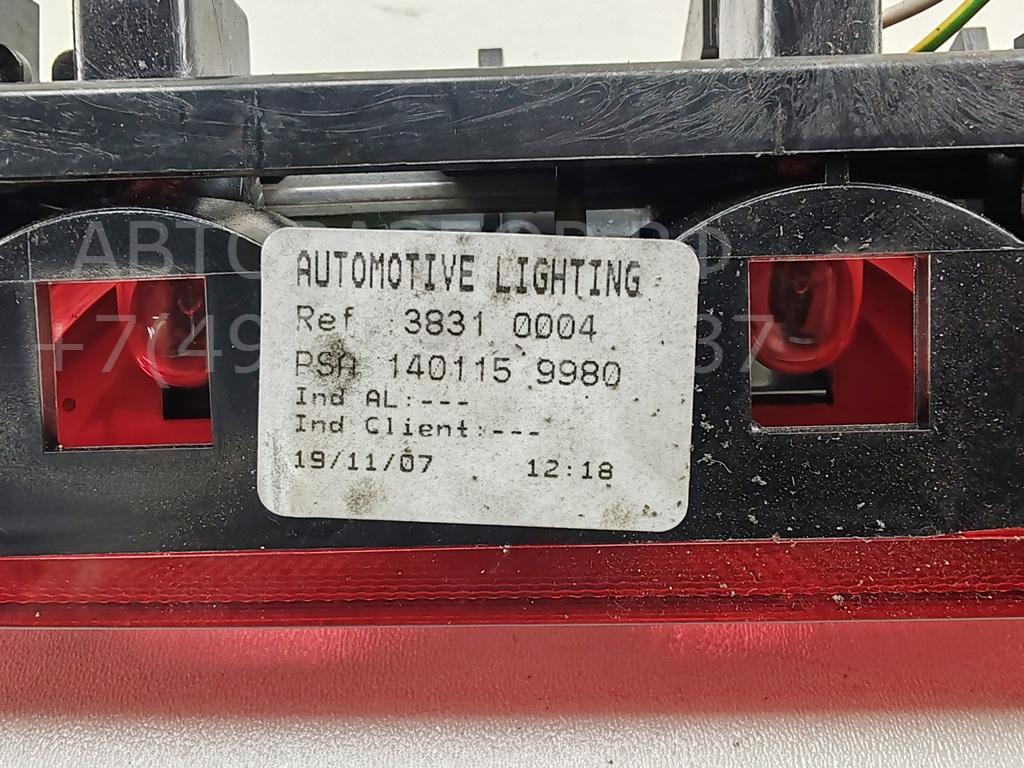 AUTOMOTIVE LIGHTING
Ref :3831 0004
PSA 140115 9980
Ind AL:---
Ind Client:---
19/11/07 12:18